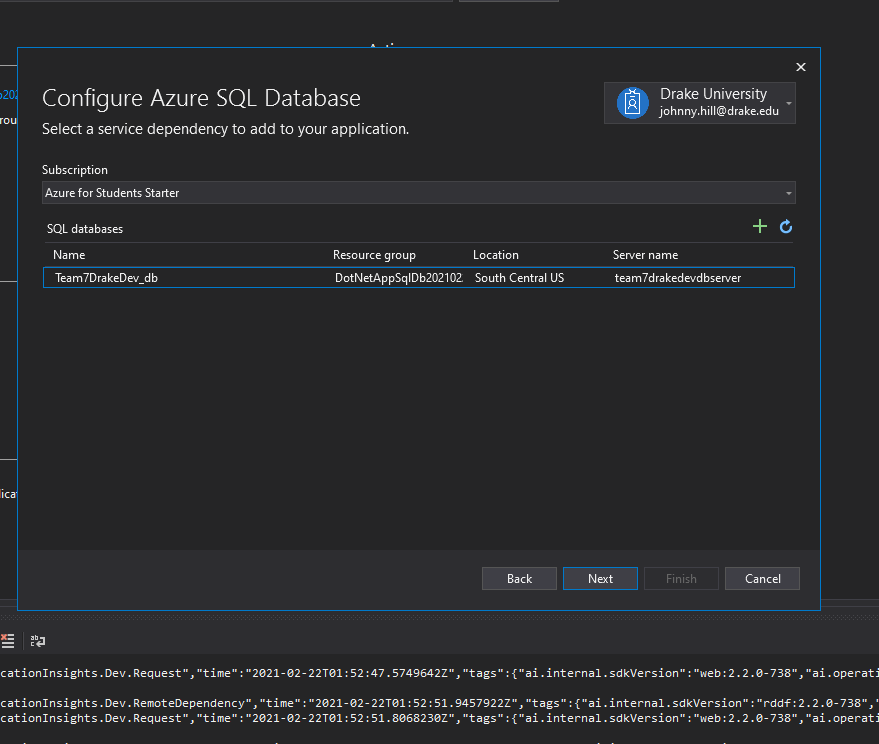 Configure Azure SQL Database
Select a service dependency to add to your application.
Drake University
johnny.hill@drake.edu
Subscription
Azure for Students Starter
SQL databases
Name Resource group Location Server name
Team7DrakeDev_db DotNetAppSqlDb202102 South Central US team7drakedevdbserver
Back Next Finish Cancel
cationInsights.Dev.Request","time":"2021-02-22T01:52:47.5749642Z","tags":{"ai.internal.sdkVersion":"web:2.2.0-738","ai.operati
cationInsights.Dev.RemoteDependency","time":"2021-02-22T01:52:51.9457922Z","tags":{"ai.internal.sdkVersion":"rddf:2.2.0-738","
cationInsights.Dev.Request","time":"2021-02-22T01:52:51.8068230Z","tags":{"ai.internal.sdkVersion":"web:2.2.0-738","ai.operati